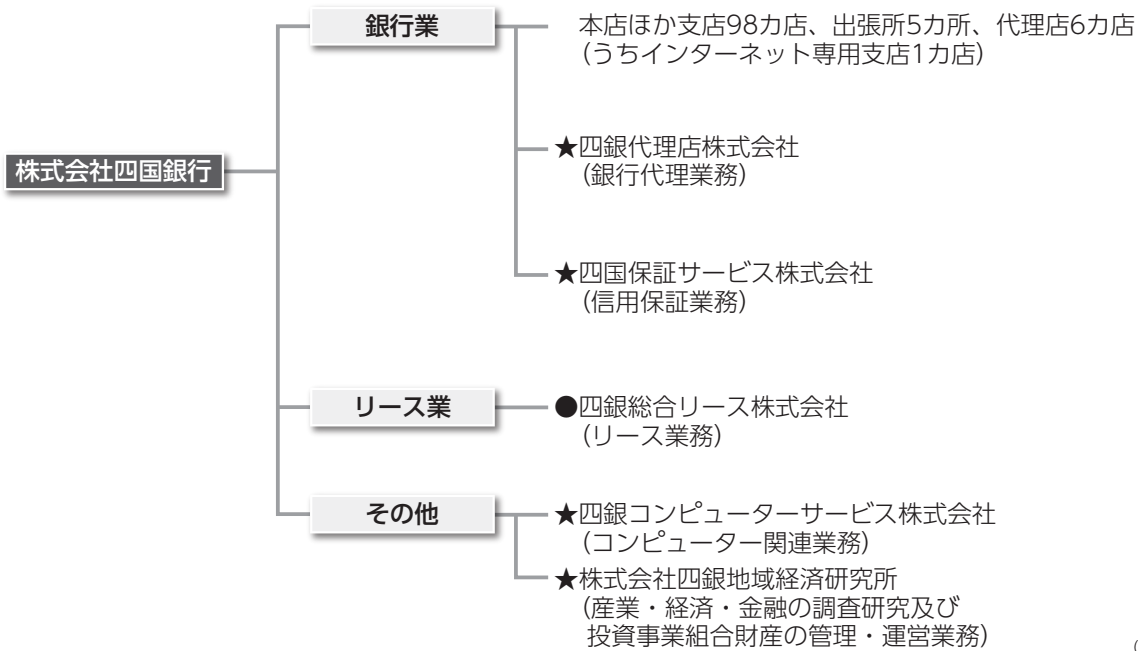 株式会社四国銀行
銀行業
本店ほか支店98カ店、出張所5カ所、代理店6カ店
(うちインターネット専用支店1カ店)
★四銀代理店株式会社
(銀行代理業務)
★四国保証サービス株式会社
(信用保証業務)
リース業
●四銀総合リース株式会社
(リース業務)
その他
★四銀コンピューターサービス株式会社
(コンピューター関連業務)
★株式会社四銀地域経済研究所
(産業・経済・金融の調査研究及び
投資事業組合財産の管理・運営業務)